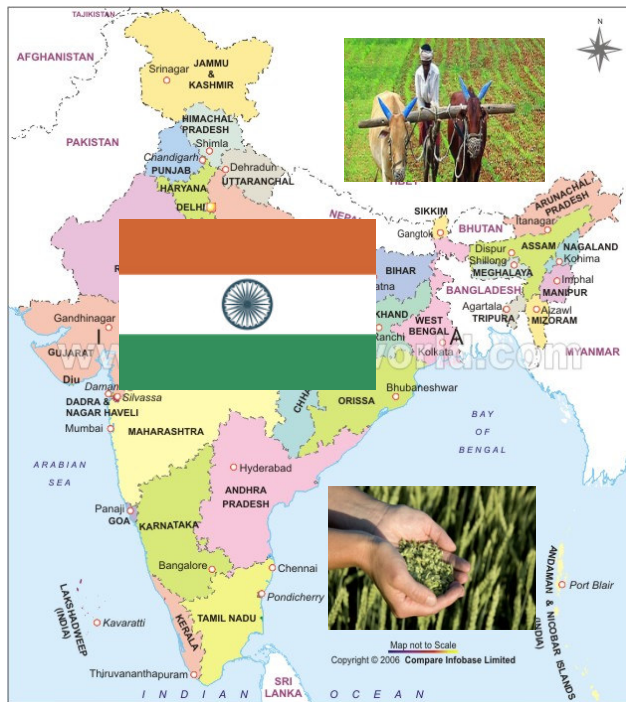 TAJIKISTAN
AFGHANISTAN
N
JAMMU
&
KASHMIR
Srinagar
HIMACHAL
PRADESH
PAKISTAN
Shimla
Chandigarh
PUNJAB
Dehradun
UTTARANCHAL
HARYANA
DELHI
SIKKIM
Gangtok
BHUTAN
ARUNACHAL
PRADESH
Itanagar
ASSAM
Dispur
NAGALAND
Shillong
Kohima
MEGHALAYA
BIHAR
Imphal
MANIPUR
BANGLADESH
Agartala
TRIPURA
Aizawl
MIZORAM
Gandhinagar
I
KHAND
WEST
BENGAL
A
Ranchi
Kolkata
MYANMAR
GUJARAT
Diu
Daman
Silvassa
DADRA &
NAGAR HAVELI
Bhubaneshwar
ORISSA
Mumbai
MAHARASHTRA
BAY
OF
BENGAL
ARABIAN
SEA
Hyderabad
ANDHRA
PRADESH
Panaji
GOA
KARNATAKA
Bangalore
Chennai
Pondicherry
LAKSHADWEEP
(INDIA)
Kavaratti
KERALA
TAMIL NADU
ANDAMAN & NICOBAR ISLANDS
(INDIA)
Port Blair
Map not to Scale
Copyright © 2006 Compare Infobase Limited
Thiruvananthapuram
SRI
LANKA
INDIAN OCEAN